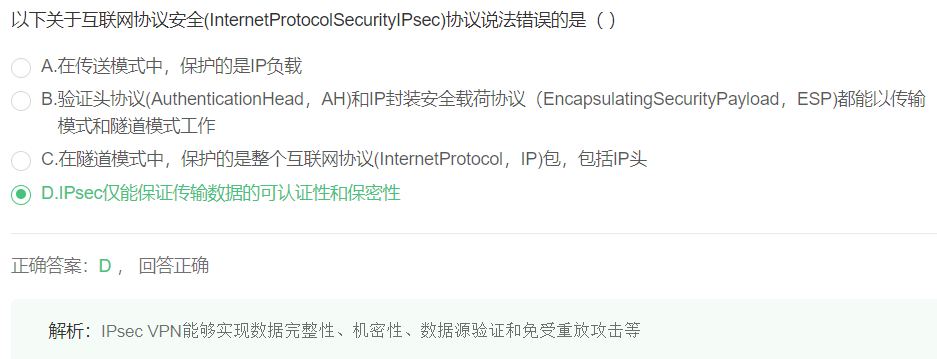 以下关于互联网协议安全(InternetProtocolSecurityIPsec)协议说法错误的是（ ）
A.在传送模式中，保护的是IP负载
B.验证头协议(AuthenticationHead，AH)和IP封装安全载荷协议（EncapsulatingSecurityPayload，ESP)都能以传输
模式和隧道模式工作
C.在隧道模式中，保护的是整个互联网协议(InternetProtocol，IP)包，包括IP头
D.IPsec仅能保证传输数据的可认证性和保密性
正确答案：D ， 回答正确
解析：IPsec VPN能够实现数据完整性、机密性、数据源验证和免受重放攻击等